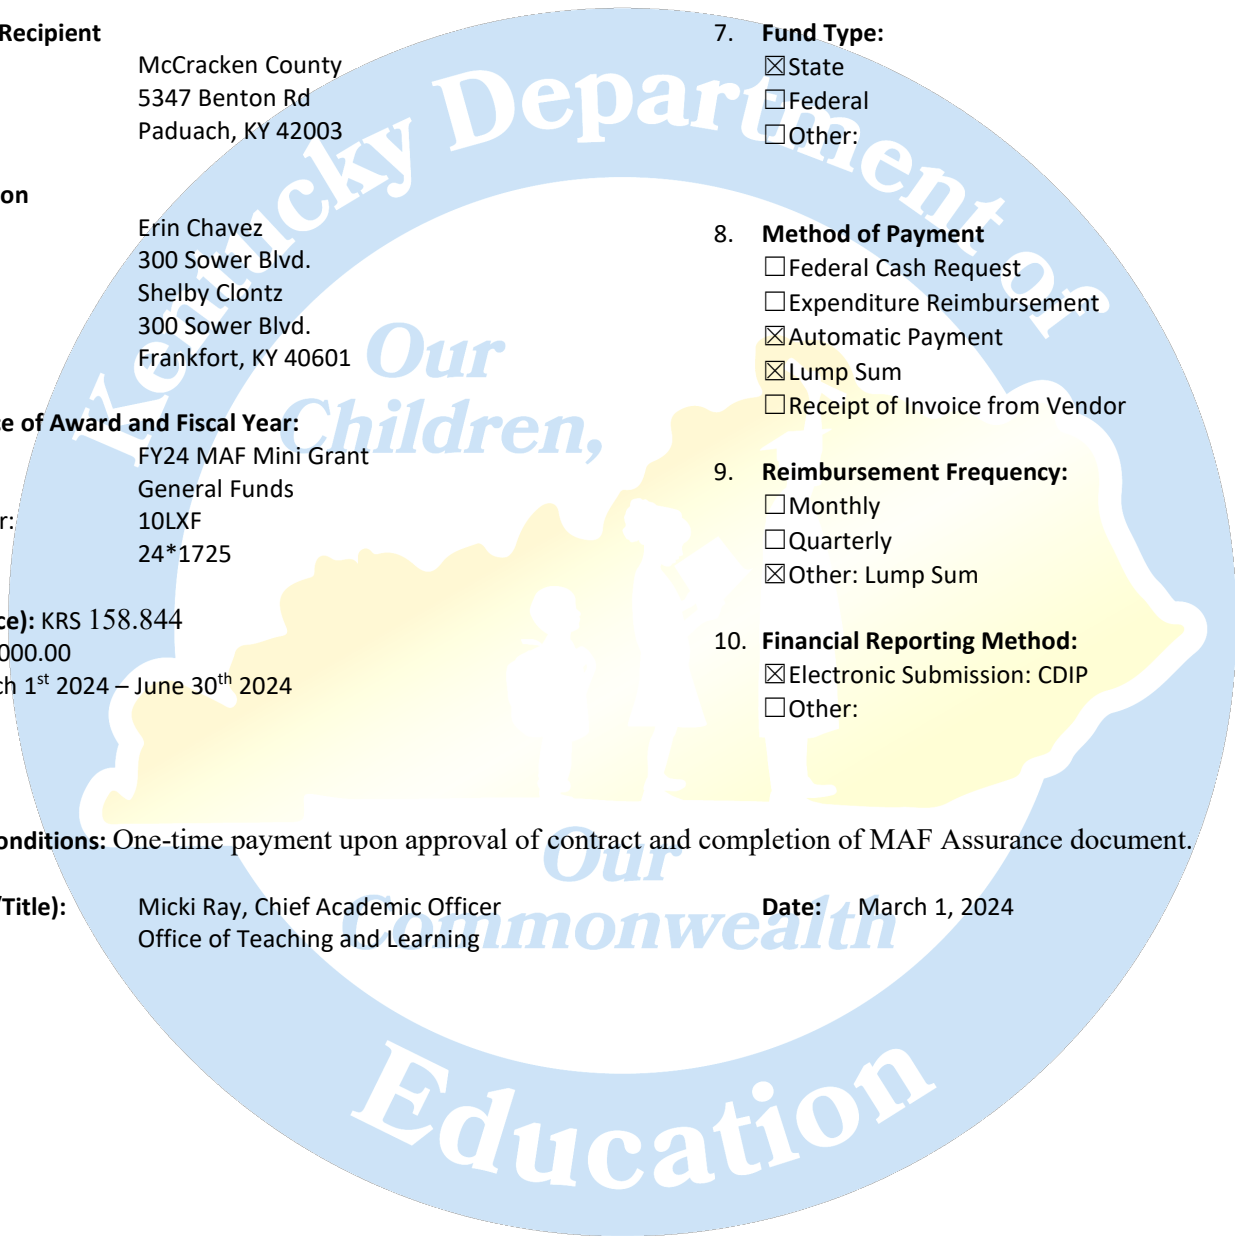 Recipient
McCracken County
5347 Benton Rd
Paduach, KY 42003
on
Erin Chavez
300 Sower Blvd.
Shelby Clontz
300 Sower Blvd.
Frankfort, KY 40601
ce of Award and Fiscal Year:
FY24 MAF Mini Grant
General Funds
r: 10LXF
24*1725
ce): KRS 158.844
000.00
ch 1st 2024 – June 30th 2024
7. Fund Type:
☒State
☐Federal
☐Other:
8. Method of Payment
☐Federal Cash Request
☐Expenditure Reimbursement
☒Automatic Payment
☒Lump Sum
☐Receipt of Invoice from Vendor
9. Reimbursement Frequency:
☐Monthly
☐Quarterly
☒Other: Lump Sum
10. Financial Reporting Method:
☒Electronic Submission: CDIP
☐Other:
onditions: One-time payment upon approval of contract and completion of MAF Assurance document.
/Title): Micki Ray, Chief Academic Officer Date: March 1, 2024
Office of Teaching and Learning
Kentucky Department of
Education
Our
Children,
Our
Commonwealth